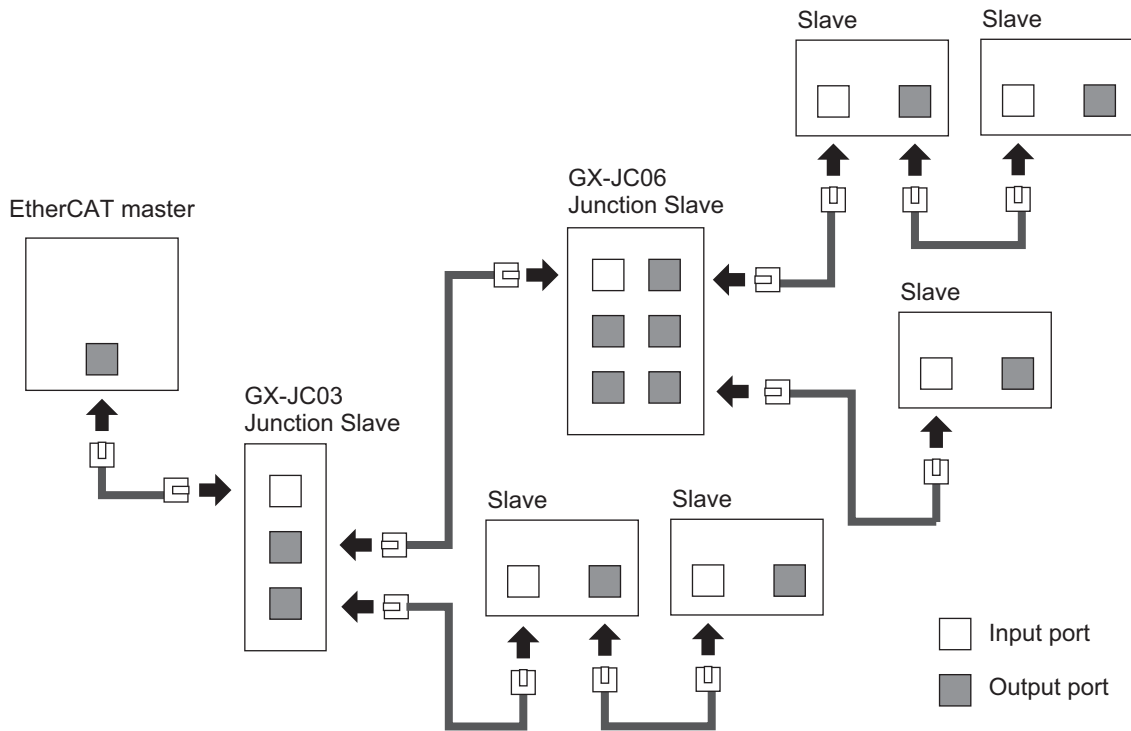 Slave
Slave
GX-JC06
Junction Slave
EtherCAT master
Slave
GX-JC03
Junction Slave
Slave
Slave
Input port
Output port